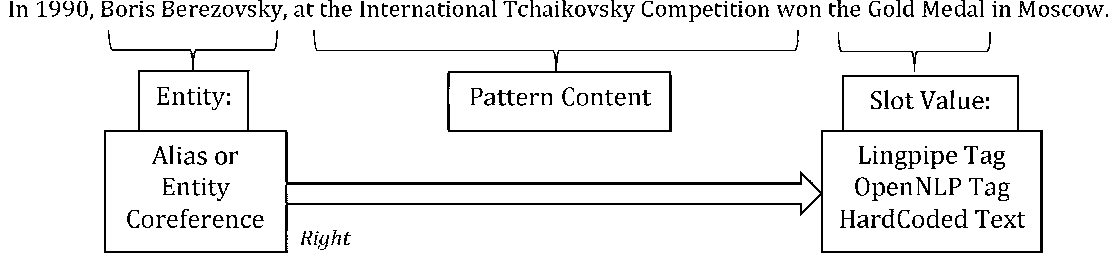 In 1990, Boris Berezovsky, at the International Tchaikovsky Competition won the Gold Medal in Moscow.
Entity:
Pattern Content
Slot Value:
Alias or
Entity
Coreference
Right
Lingpipe Tag
OpenNLP Tag
HardCoded Text